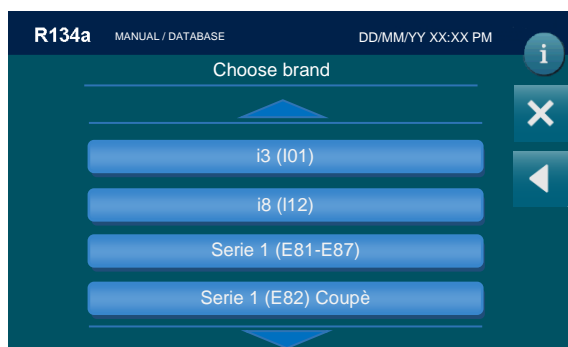 R134a MANUAL / DATABASE DD/MM/YY XX:XX PM
i
Choose brand
i3 (I01)
i8 (I12)
Serie 1 (E81-E87)
Serie 1 (E82) Coupè